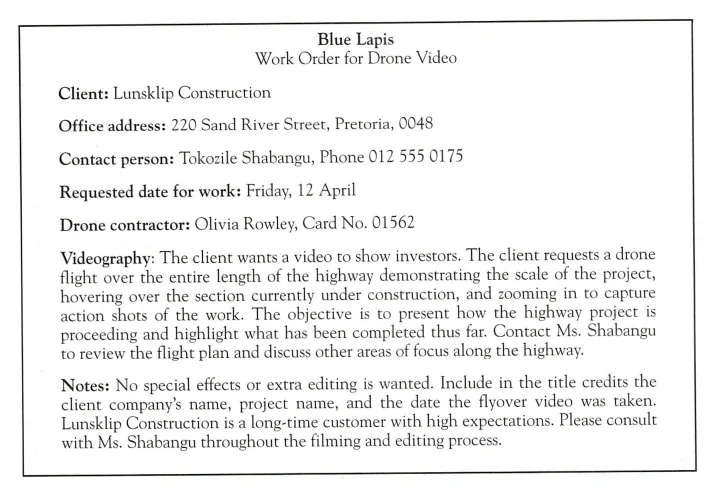 Blue Lapis
Work Order for Drone Video
Client: Lunsklip Construction
Office address: 220 Sand River Street, Pretoria, 0048
Contact person: Tokozile Shabangu, Phone 012 555 0175
Requested date for work: Friday, 12 April
Drone contractor: Olivia Rowley, Card No. 01562
Videography: The client wants a video to show investors. The client requests a drone
flight over the entire length of the highway demonstrating the scale of the project,
hovering over the section currently under construction, and zooming in to capture
action shots of the work. The objective is to present how the highway project is
proceeding and highlight what has been completed thus far. Contact Ms. Shabangu
to review the flight plan and discuss other areas of focus along the highway.
Notes: No special effects or extra editing is wanted. Include in the title credits the
client company's name, project name, and the date the flyover video was taken.
Lunsklip Construction is a long-time customer with high expectations. Please consult
with Ms. Shabangu throughout the filming and editing process.